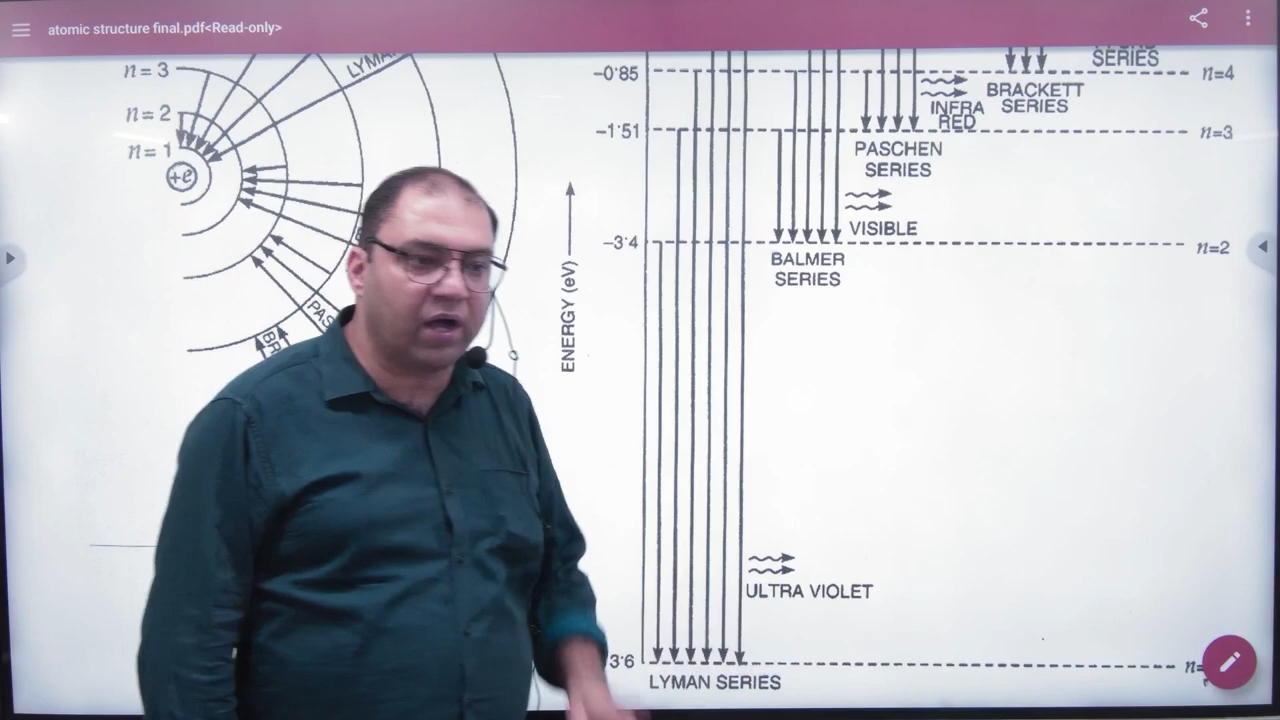 atomic structure final.pdf<Read-only>
n = 3
n = 2
n = 1
+e
SERIES
-0·85
n=4
BRACKETT
SERIES
INFRA
RED
-1·51
n=3
PASCHEN
SERIES
VISIBLE
-3·4
n=2
BALMER
SERIES
ENERGY (eV)
ULTRA VIOLET
3·6
n=
LYMAN SERIES